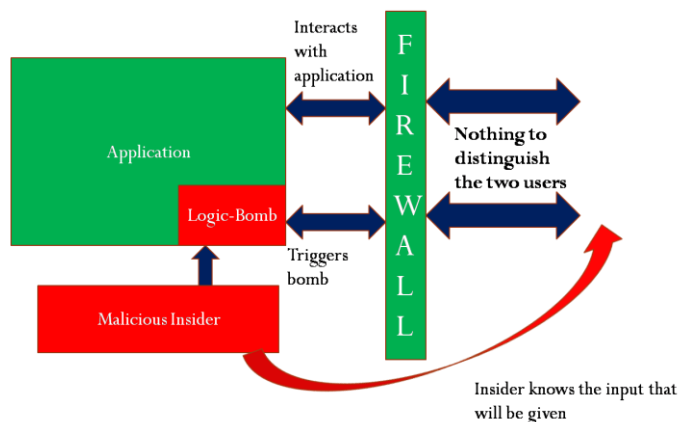 Interacts
with
application
FIREWALL
Application
Nothing to
distinguish
the two users
Logic-Bomb
Triggers
bomb
Malicious Insider
Insider knows the input that
will be given